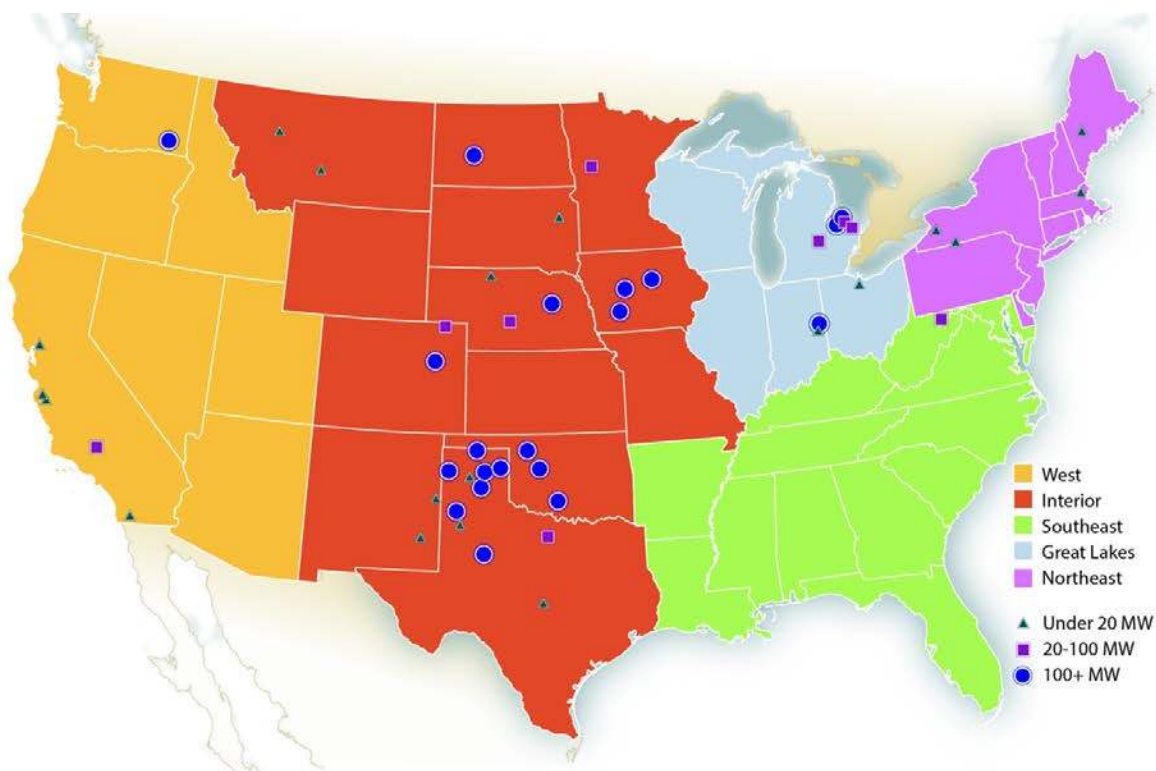 West
Interior
Southeast
Great Lakes
Northeast
Under 20 MW
20-100 MW
100+ MW